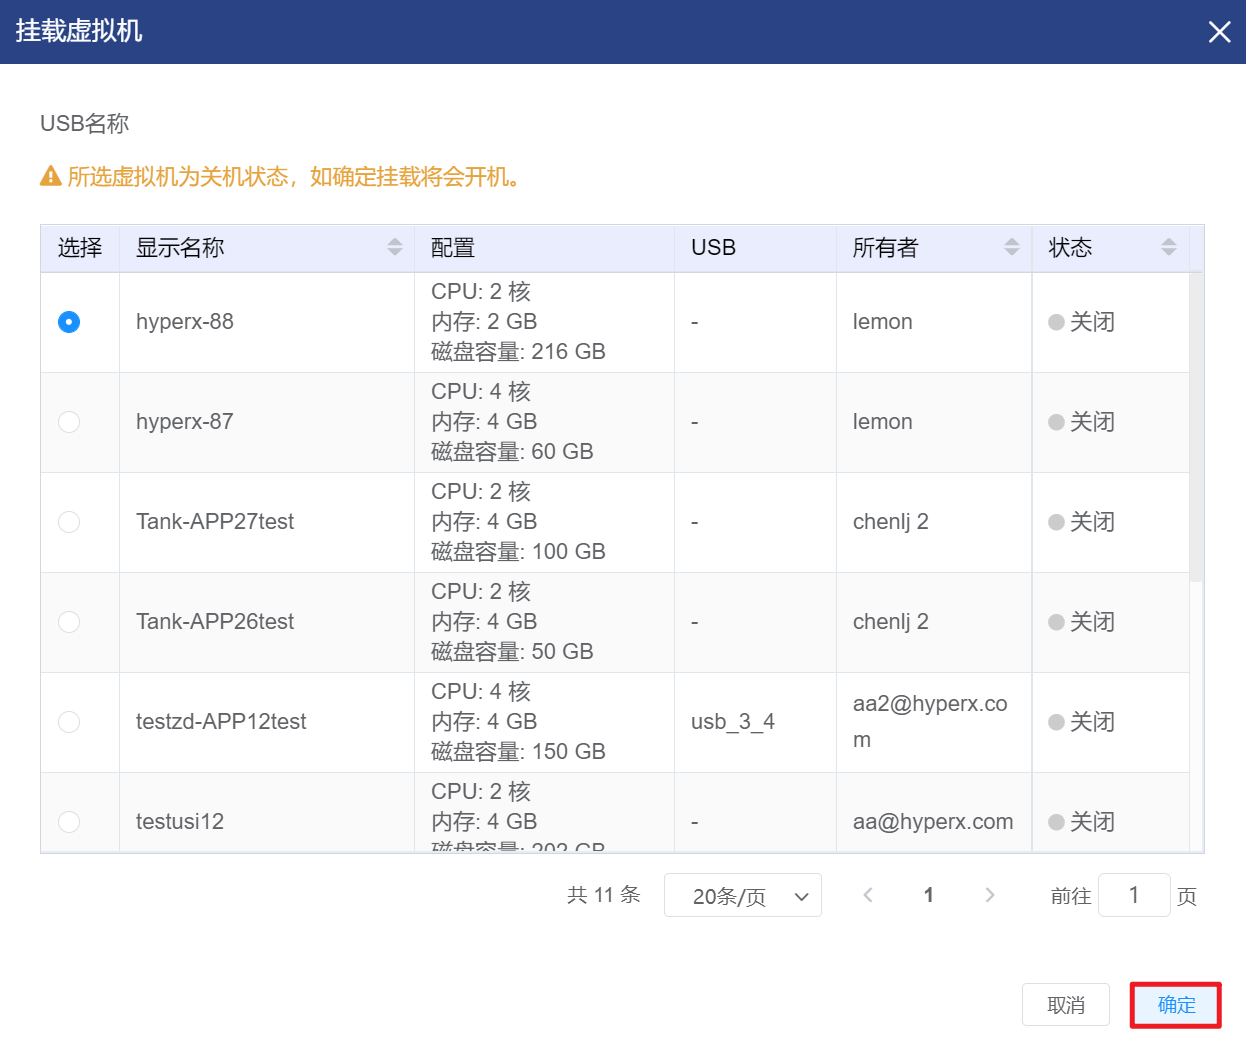 挂载虚拟机
USB名称
所选虚拟机为关机状态，如确定挂载将会开机。
选择 显示名称 配置 USB 所有者 状态
hyperx-88
CPU: 2 核
内存: 2 GB
磁盘容量: 216 GB
-
lemon
关闭
hyperx-87
CPU: 4 核
内存: 4 GB
磁盘容量: 60 GB
-
lemon
关闭
Tank-APP27test
CPU: 2 核
内存: 4 GB
磁盘容量: 100 GB
-
chenlj 2
关闭
Tank-APP26test
CPU: 2 核
内存: 4 GB
磁盘容量: 50 GB
-
chenlj 2
关闭
testzd-APP12test
CPU: 4 核
内存: 4 GB
磁盘容量: 150 GB
usb_3_4
aa2@hyperx.co
m
关闭
testusi12
CPU: 2 核
内存: 4 GB
磁盘容量: 202 GB
-
aa@hyperx.com
关闭
共 11 条 20条/页 1 前往 1 页
取消 确定